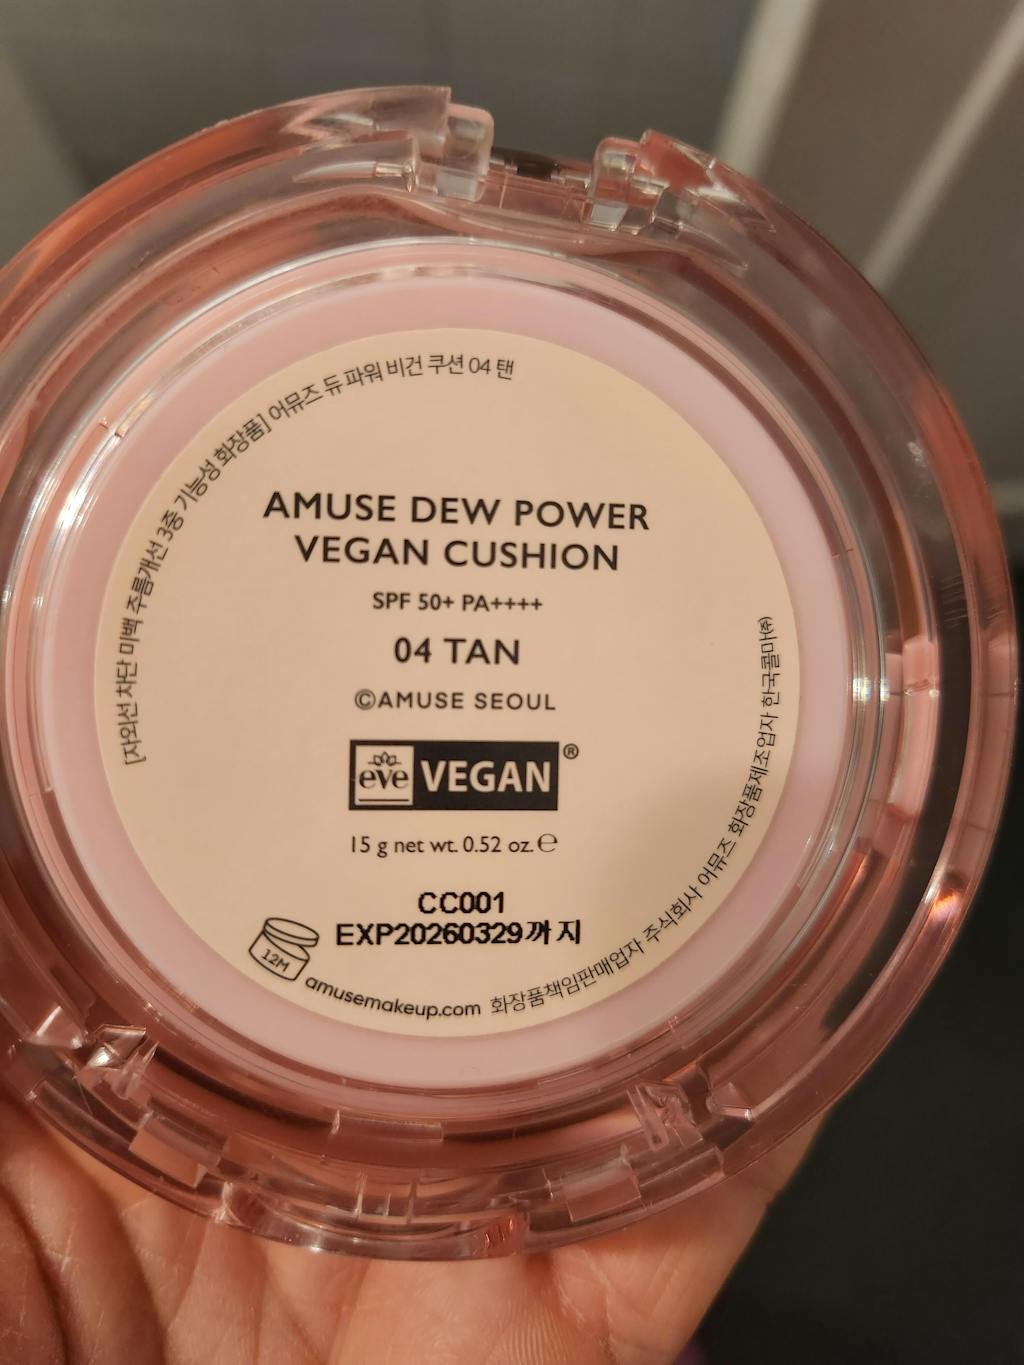 [자외선 차단 미백 주름개선 3중 기능성 화장품] 어뮤즈 듀 파워 비건 쿠션 04 탠
AMUSE DEW POWER
VEGAN CUSHION
SPF 50+ PA++++
04 TAN
©AMUSE SEOUL
eve VEGAN®
15 g net wt. 0.52 oz. ℮
CC001
EXP20260329까지
12M
amusemakeup.com 화장품책임판매업자 주식회사 어뮤즈 화장품제조업자 한국콜마㈜